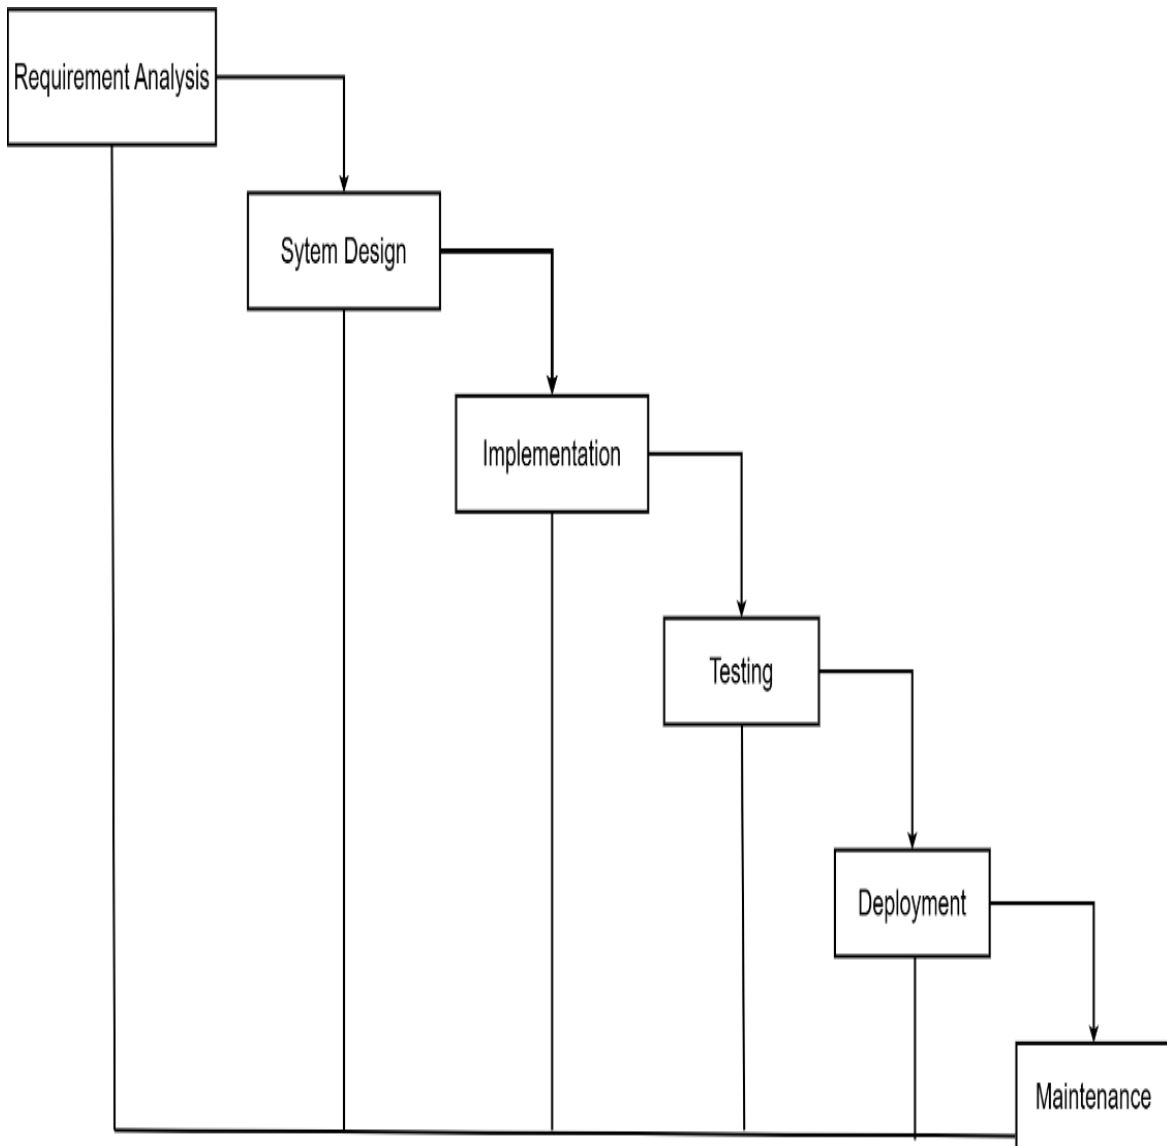 Requirement Analysis
Sytem Design
Implementation
Testing
Deployment
Maintenance